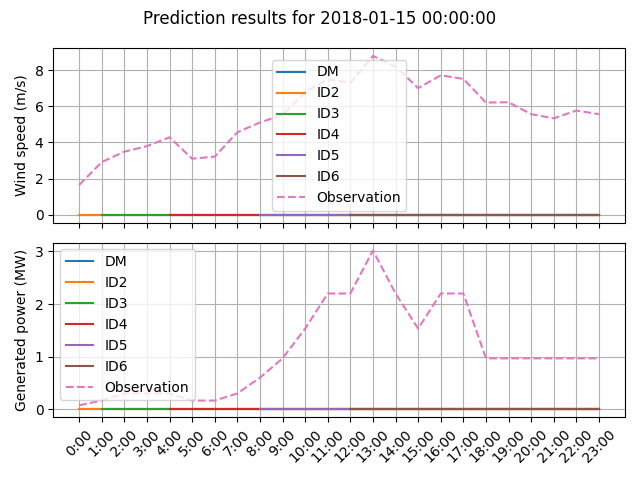 Prediction results for 2018-01-15 00:00:00
Wind speed (m/s)
8
6
4
2
0
DM
ID2
ID3
ID4
ID5
ID6
Observation
Generated power (MW)
3
2
1
0
DM
ID2
ID3
ID4
ID5
ID6
Observation
0:00
1:00
2:00
3:00
4:00
5:00
6:00
7:00
8:00
9:00
10:00
11:00
12:00
13:00
14:00
15:00
16:00
17:00
18:00
19:00
20:00
21:00
22:00
23:00